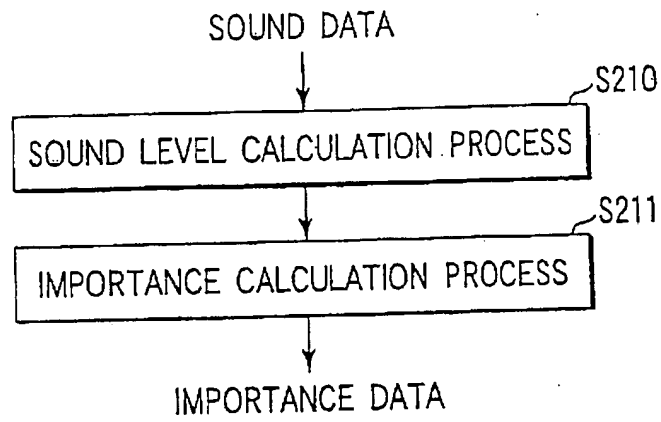 SOUND DATA
S210
SOUND LEVEL CALCULATION PROCESS
S211
IMPORTANCE CALCULATION PROCESS
IMPORTANCE DATA